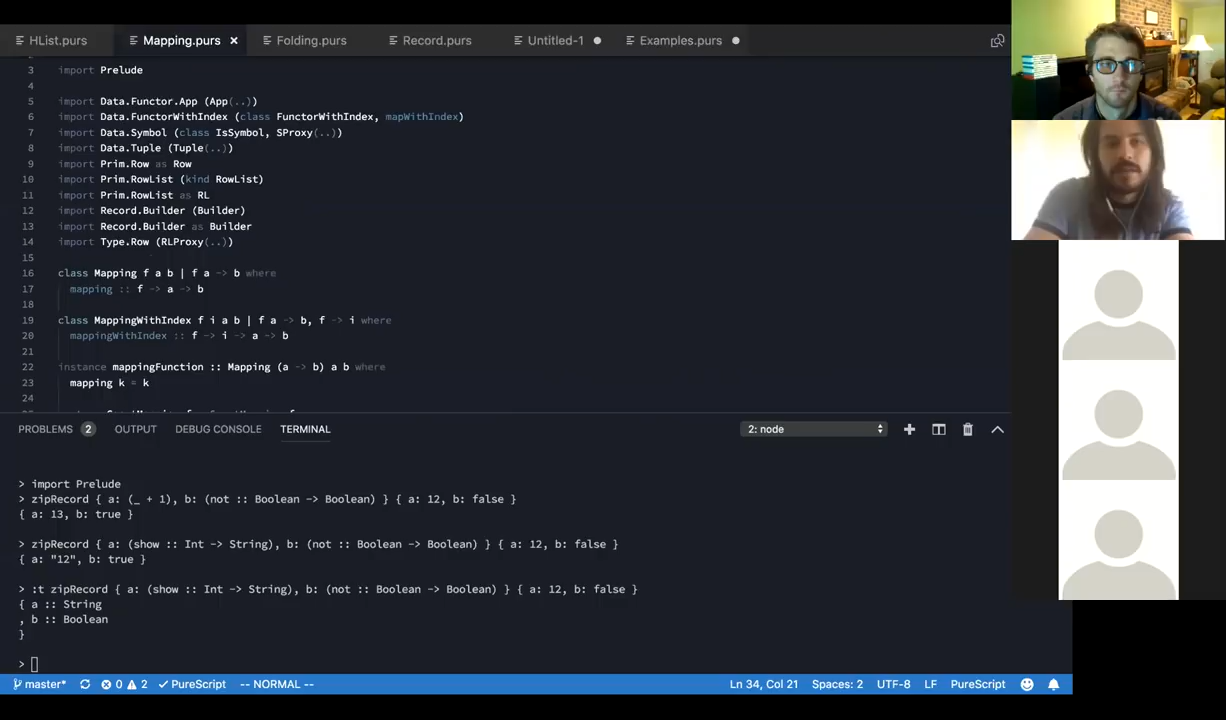 HList.purs Mapping.purs × Folding.purs Record.purs Untitled-1 Examples.purs
3 import Prelude
4
5 import Data.Functor.App (App(..))
6 import Data.FunctorWithIndex (class FunctorWithIndex, mapWithIndex)
7 import Data.Symbol (class IsSymbol, SProxy(..))
8 import Data.Tuple (Tuple(..))
9 import Prim.Row as Row
10 import Prim.RowList (kind RowList)
11 import Prim.RowList as RL
12 import Record.Builder (Builder)
13 import Record.Builder as Builder
14 import Type.Row (RLProxy(..))
15
16 class Mapping f a b | f a -> b where
17 mapping :: f -> a -> b
18
19 class MappingWithIndex f i a b | f a -> b, f -> i where
20 mappingWithIndex :: f -> i -> a -> b
21
22 instance mappingFunction :: Mapping (a -> b) a b where
23 mapping k = k
24
PROBLEMS 2 OUTPUT DEBUG CONSOLE TERMINAL 2: node
> import Prelude
> zipRecord { a: (_ + 1), b: (not :: Boolean -> Boolean) } { a: 12, b: false }
{ a: 13, b: true }
> zipRecord { a: (show :: Int -> String), b: (not :: Boolean -> Boolean) } { a: 12, b: false }
{ a: "12", b: true }
> :t zipRecord { a: (show :: Int -> String), b: (not :: Boolean -> Boolean) } { a: 12, b: false }
{ a :: String
, b :: Boolean
}
>
master* 0 2 PureScript -- NORMAL -- Ln 34, Col 21 Spaces: 2 UTF-8 LF PureScript